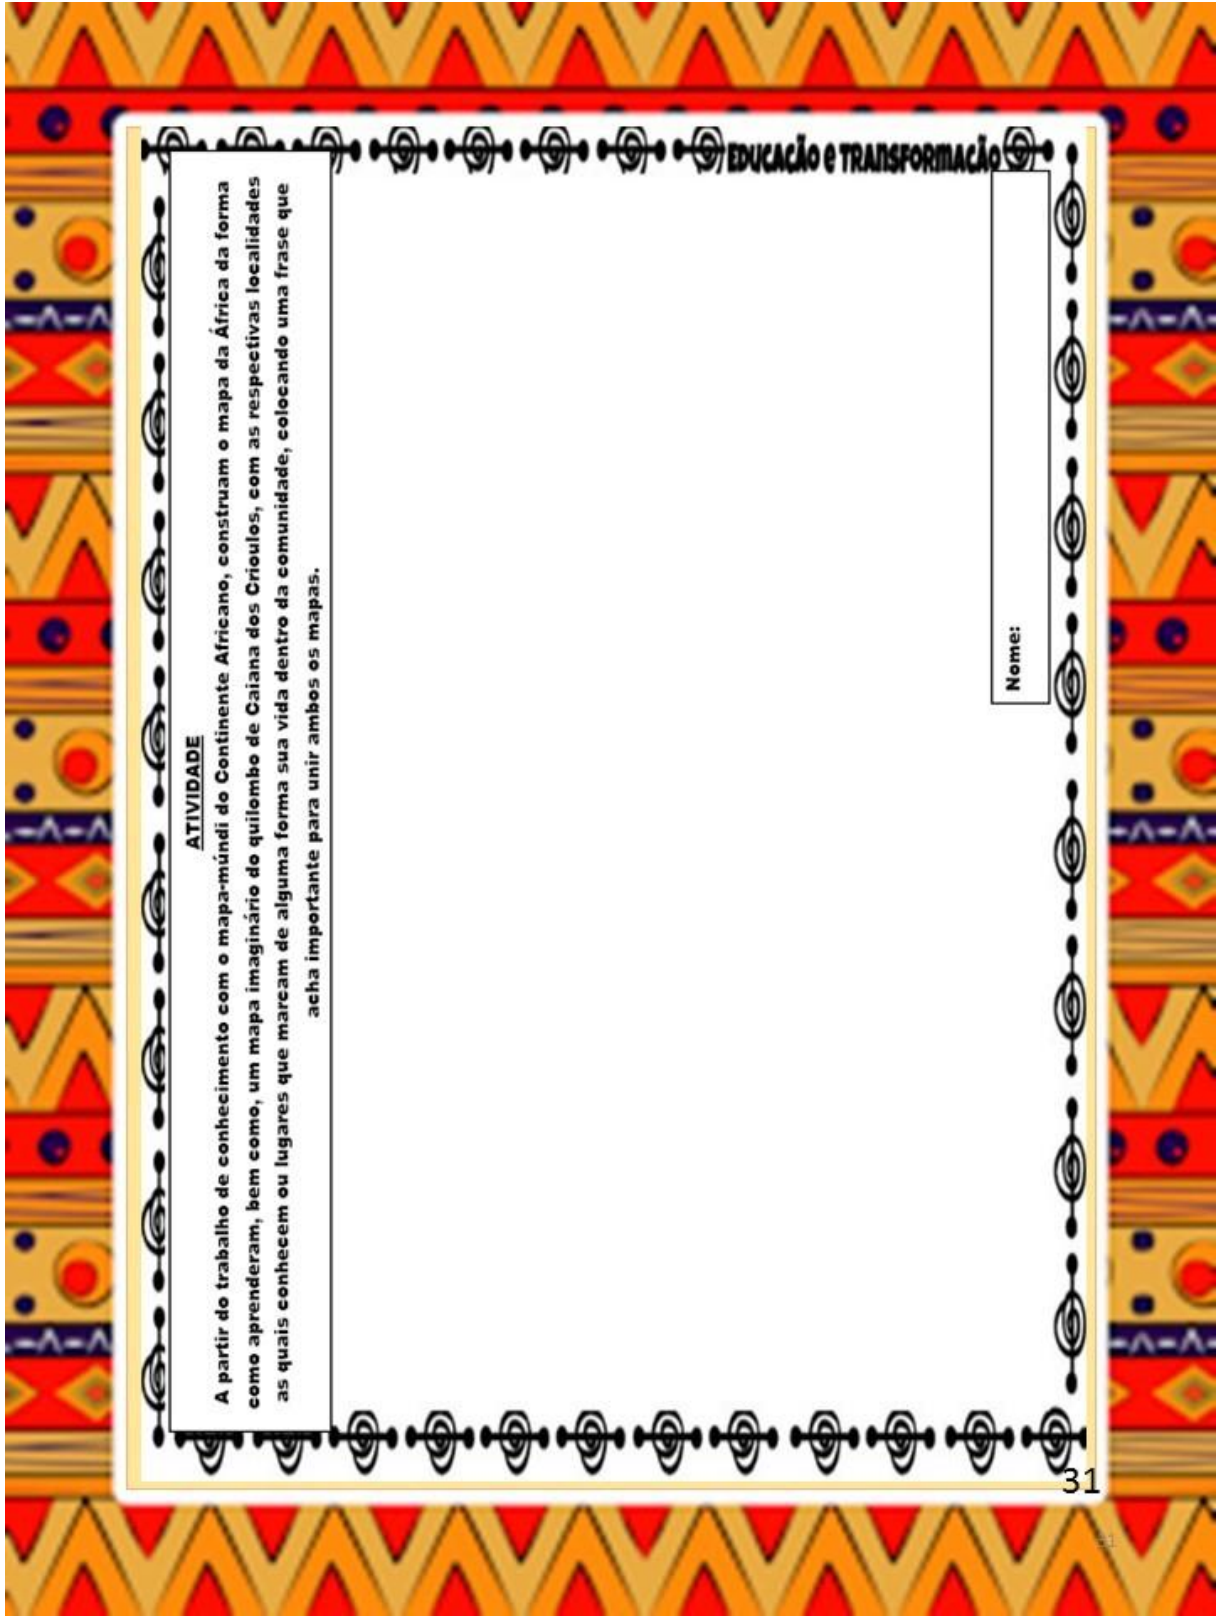 EDUCAÇÃO e TRANSFORMAÇÃO
ATIVIDADE
A partir do trabalho de conhecimento com o mapa-múndi do Continente Africano, construam o mapa da África da forma
como aprenderam, bem como, um mapa imaginário do quilombo de Caiana dos Crioulos, com as respectivas localidades
as quais conhecem ou lugares que marcam de alguma forma sua vida dentro da comunidade, colocando uma frase que
acha importante para unir ambos os mapas.
Nome:
31
31